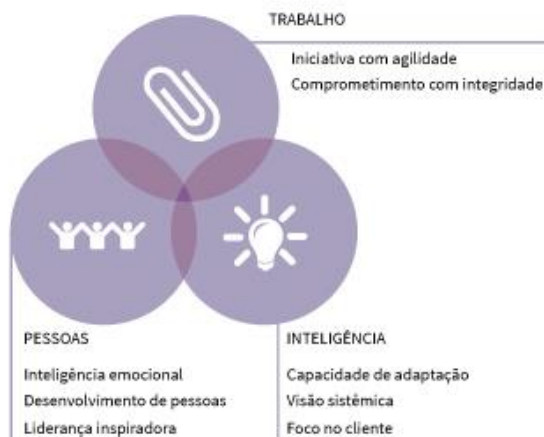 TRABALHO
Iniciativa com agilidade
Comprometimento com integridade
PESSOAS
Inteligência emocional
Desenvolvimento de pessoas
Liderança inspiradora
INTELIGÊNCIA
Capacidade de adaptação
Visão sistêmica
Foco no cliente